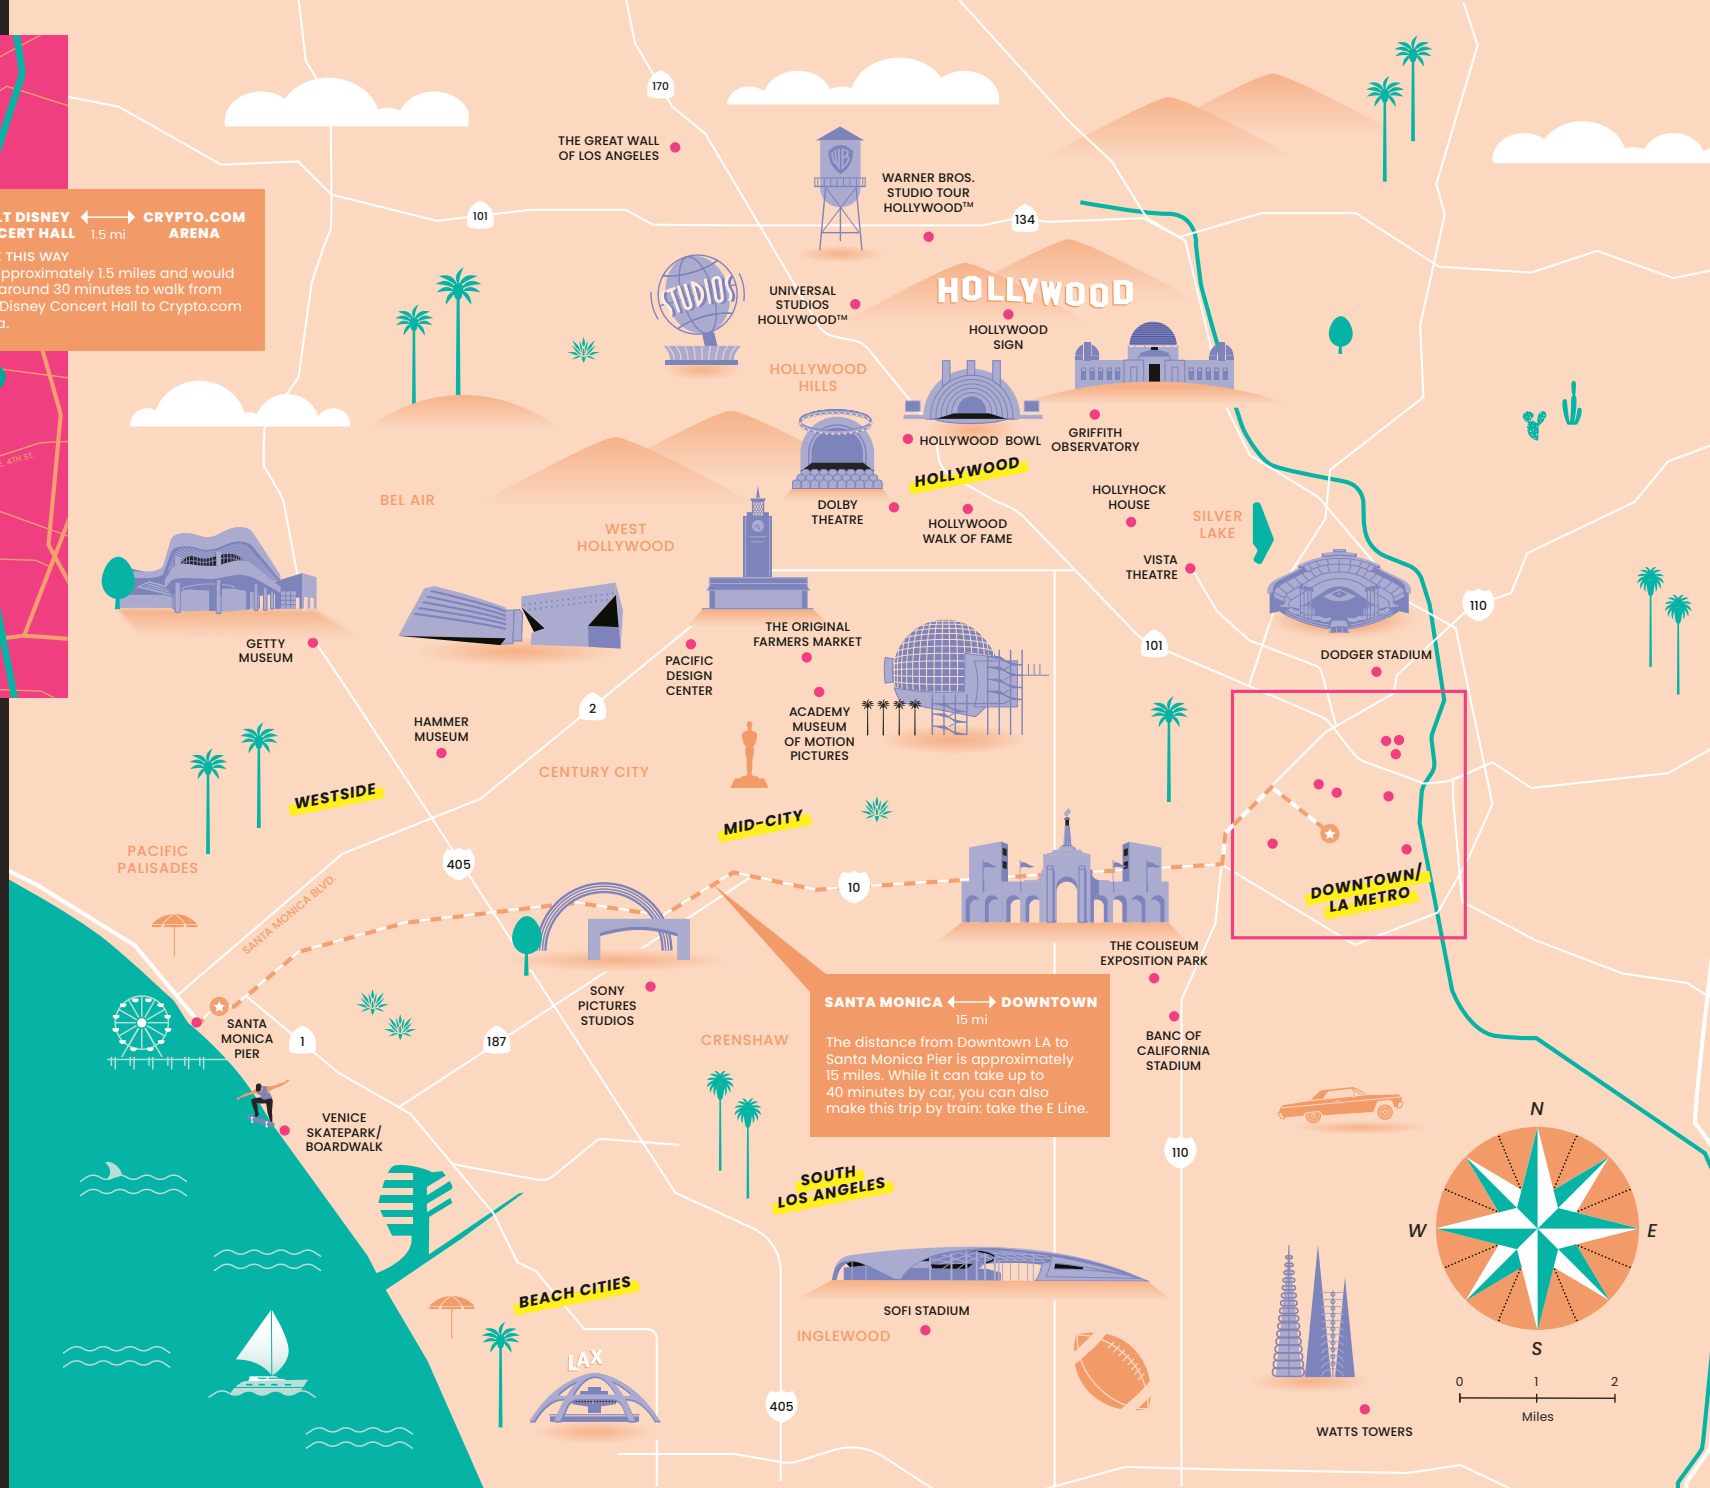 170
THE GREAT WALL
OF LOS ANGELES
WB
WARNER BROS.
STUDIO TOUR
HOLLYWOOD™
101
134
LT DISNEY
CERT HALL
1.5 mi
CRYPTO.COM
ARENA
THIS WAY
pproximately 1.5 miles and would
around 30 minutes to walk from
Disney Concert Hall to Crypto.com
a.
STUDIOS
UNIVERSAL
STUDIOS
HOLLYWOOD™
HOLLYWOOD
HOLLYWOOD
SIGN
HOLLYWOOD
HILLS
HOLLYWOOD BOWL
GRIFFITH
OBSERVATORY
E. 4TH ST.
HOLLYWOOD
BEL AIR
DOLBY
THEATRE
HOLLYWOOD
WALK OF FAME
HOLLYHOCK
HOUSE
SILVER
LAKE
WEST
HOLLYWOOD
VISTA
THEATRE
110
GETTY
MUSEUM
THE ORIGINAL
FARMERS MARKET
PACIFIC
DESIGN
CENTER
101
DODGER STADIUM
2
HAMMER
MUSEUM
ACADEMY
MUSEUM
OF MOTION
PICTURES
CENTURY CITY
WESTSIDE
MID-CITY
PACIFIC
PALISADES
405
10
SANTA MONICA BLVD.
DOWNTOWN/
LA METRO
THE COLISEUM
EXPOSITION PARK
SONY
PICTURES
STUDIOS
SANTA MONICA
DOWNTOWN
15 mi
The distance from Downtown LA to
Santa Monica Pier is approximately
15 miles. While it can take up to
40 minutes by car, you can also
make this trip by train: take the E Line.
SANTA
MONICA
PIER
1
187
CRENSHAW
BANC OF
CALIFORNIA
STADIUM
VENICE
SKATEPARK/
BOARDWALK
110
N
W
E
S
SOUTH
LOS ANGELES
BEACH CITIES
SOFI STADIUM
INGLEWOOD
LAX
405
0 1 2
Miles
WATTS TOWERS